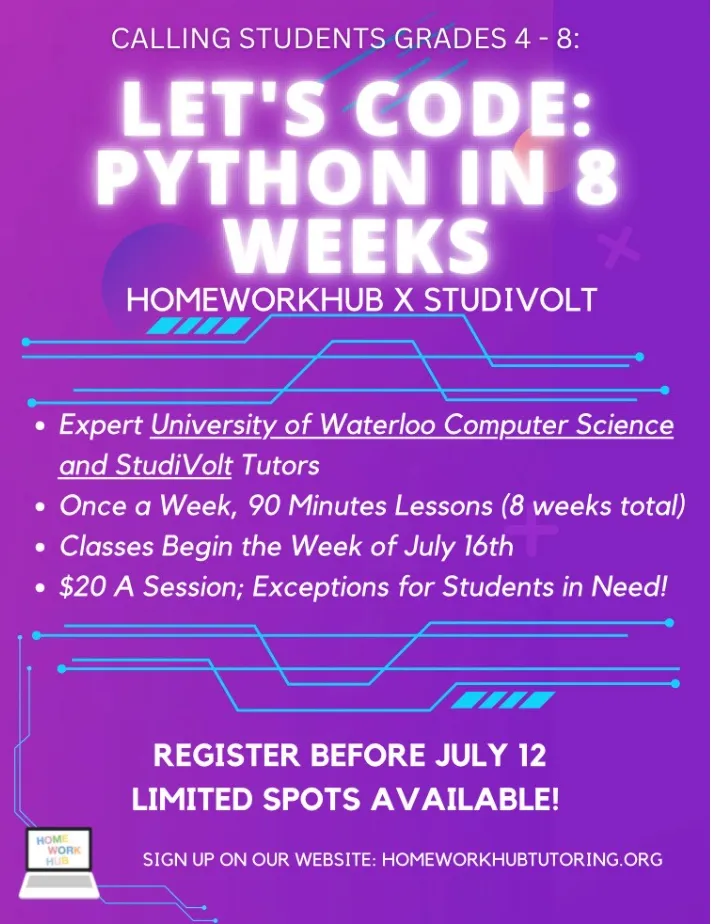 CALLING STUDENTS GRADES 4 - 8:
LET'S CODE:
PYTHON IN 8
WEEKS
HOMEWORKHUB X STUDIVOLT
• Expert University of Waterloo Computer Science
and StudiVolt Tutors
• Once a Week, 90 Minutes Lessons (8 weeks total)
• Classes Begin the Week of July 16th
• $20 A Session; Exceptions for Students in Need!
REGISTER BEFORE JULY 12
LIMITED SPOTS AVAILABLE!
HOME
WORK
HUB
SIGN UP ON OUR WEBSITE: HOMEWORKHUBTUTORING.ORG